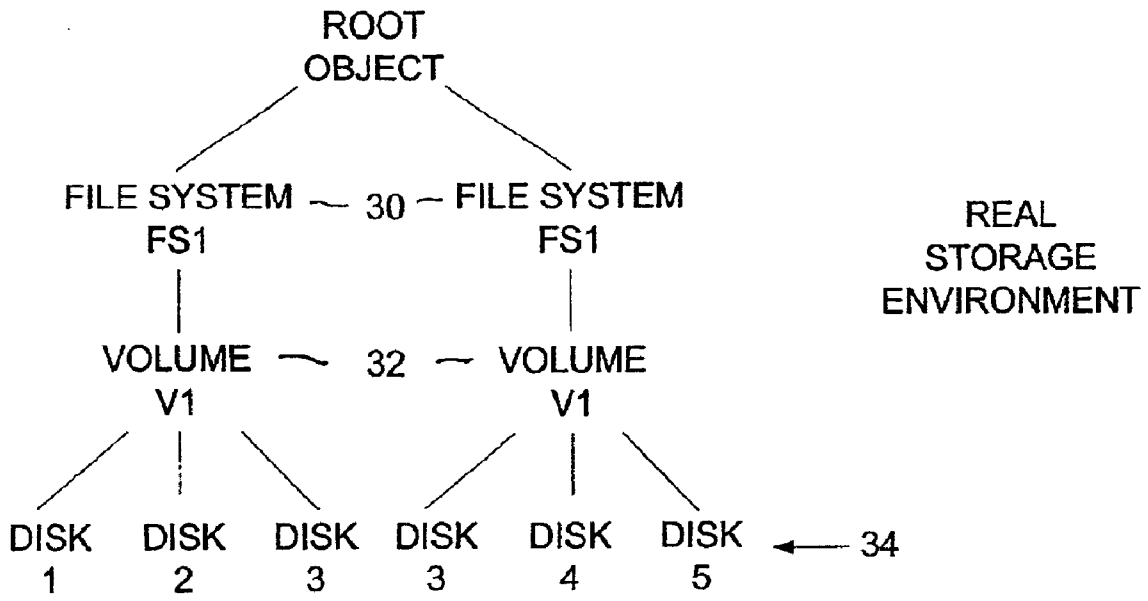 ROOT
OBJECT
FILE SYSTEM 30 FILE SYSTEM
FS1 FS1
REAL
STORAGE
ENVIRONMENT
VOLUME 32 VOLUME
V1 V1
DISK DISK DISK DISK DISK DISK 34
1 2 3 3 4 5